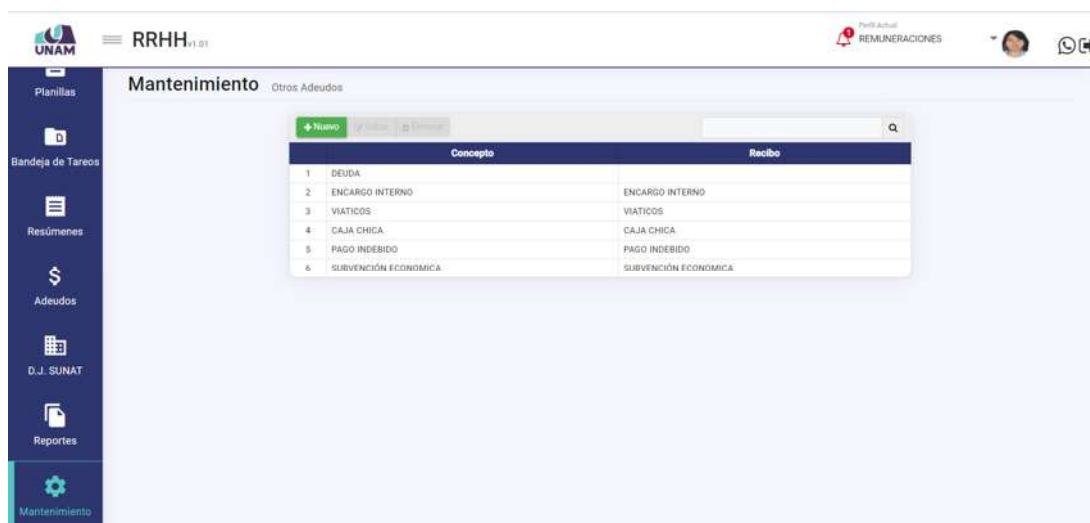 UNAM
RRHH v1.01
Perfil Actual
REMUNERACIONES
Planillas
Bandeja de Tareos
Resúmenes
Adeudos
D.J. SUNAT
Reportes
Mantenimiento
Mantenimiento Otros Adeudos
+ Nuevo Editar Eliminar
Concepto Recibo
1 DEUDA
2 ENCARGO INTERNO ENCARGO INTERNO
3 VIATICOS VIATICOS
4 CAJA CHICA CAJA CHICA
5 PAGO INDEBIDO PAGO INDEBIDO
6 SUBVENCIÓN ECONOMICA SUBVENCIÓN ECONOMICA